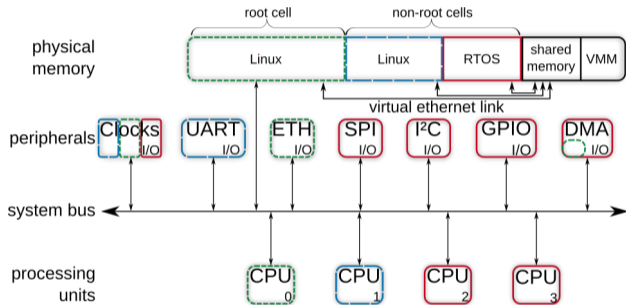 root cell
non-root cells
physical
memory
Linux
Linux
RTOS
shared
memory
VMM
virtual ethernet link
peripherals
Clocks
I/O
UART
I/O
ETH
I/O
SPI
I/O
I²C
I/O
GPIO
I/O
DMA
I/O
system bus
processing
units
CPU
0
CPU
1
CPU
2
CPU
3